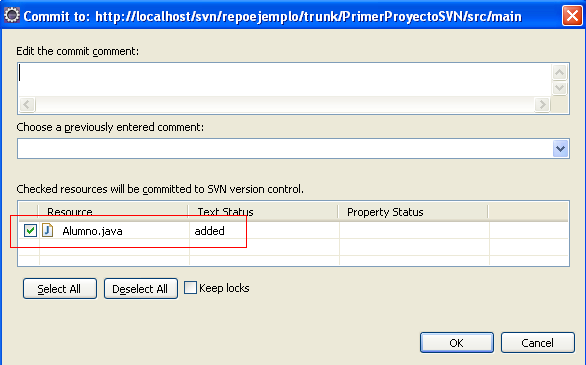 Commit to: http://localhost/svn/repoejemplo/trunk/PrimerProyectoSVN/src/main
Edit the commit comment:
Choose a previously entered comment:
Checked resources will be committed to SVN version control.
Resource Text Status Property Status
Alumno.java added
Select All Deselect All Keep locks
OK Cancel